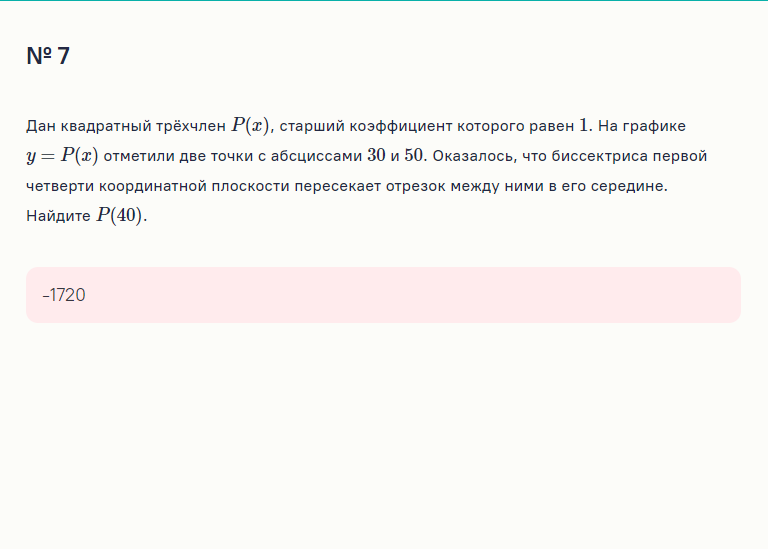 № 7
Дан квадратный трёхчлен P(x), старший коэффициент которого равен 1. На графике
y = P(x) отметили две точки с абсциссами 30 и 50. Оказалось, что биссектриса первой
четверти координатной плоскости пересекает отрезок между ними в его середине.
Найдите P(40).
-1720